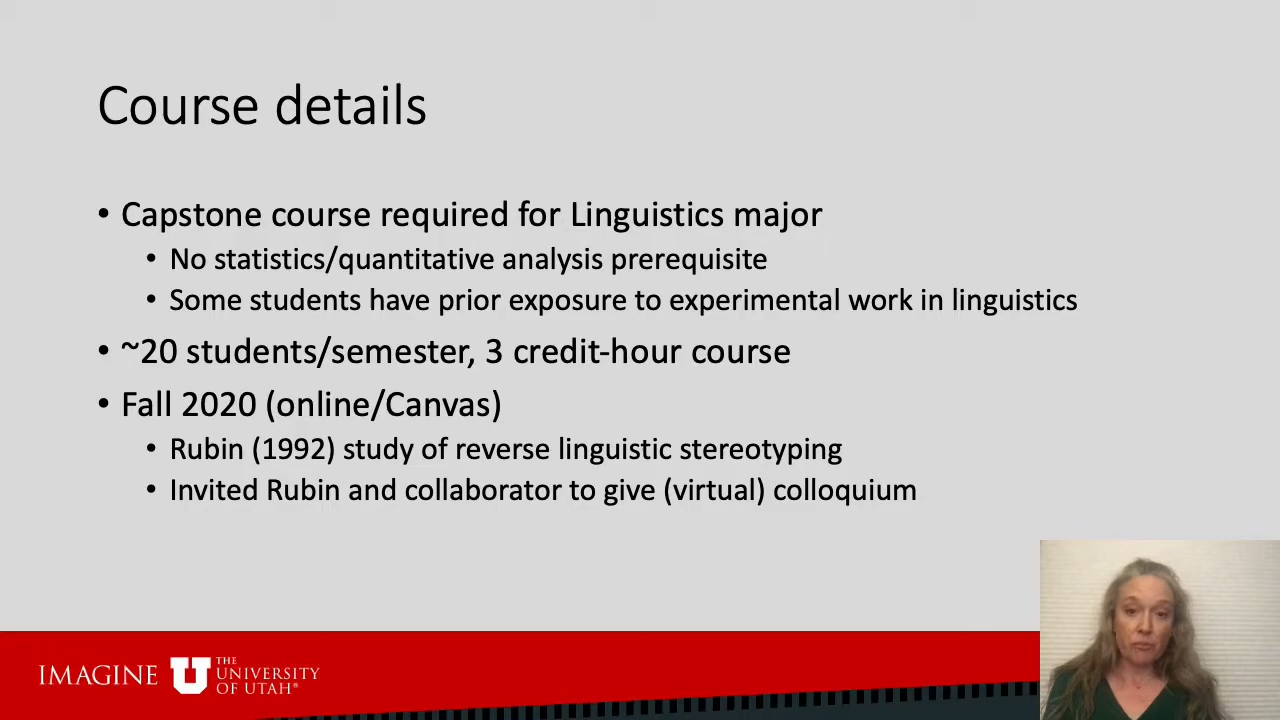 Course details
• Capstone course required for Linguistics major
• No statistics/quantitative analysis prerequisite
• Some students have prior exposure to experimental work in linguistics
• ~20 students/semester, 3 credit-hour course
• Fall 2020 (online/Canvas)
• Rubin (1992) study of reverse linguistic stereotyping
• Invited Rubin and collaborator to give (virtual) colloquium
IMAGINE U THE UNIVERSITY OF UTAH®